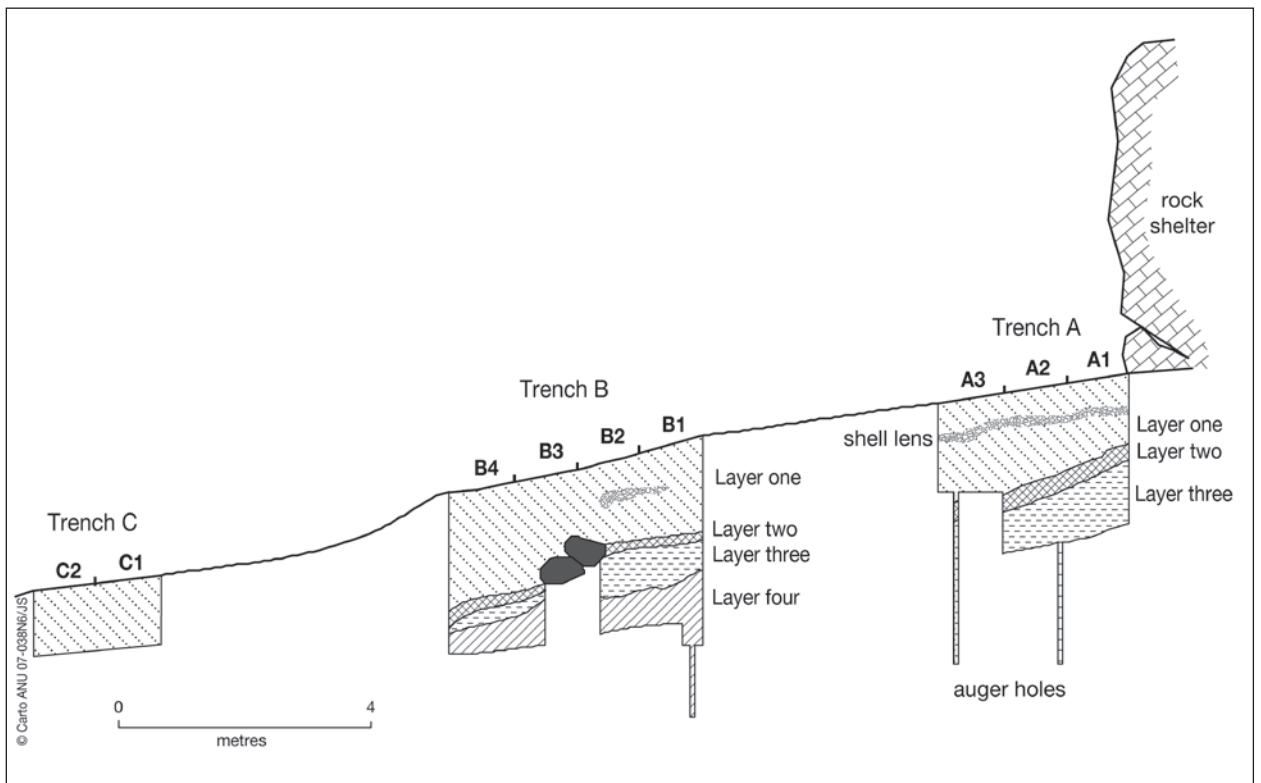 rock
shelter
Trench A
A3 A2 A1
shell lens
Layer one
Layer two
Layer three
auger holes
Trench B
B4 B3 B2 B1
Layer one
Layer two
Layer three
Layer four
Trench C
C2 C1
0 4
metres
© Carto ANU 07-038N6/JS